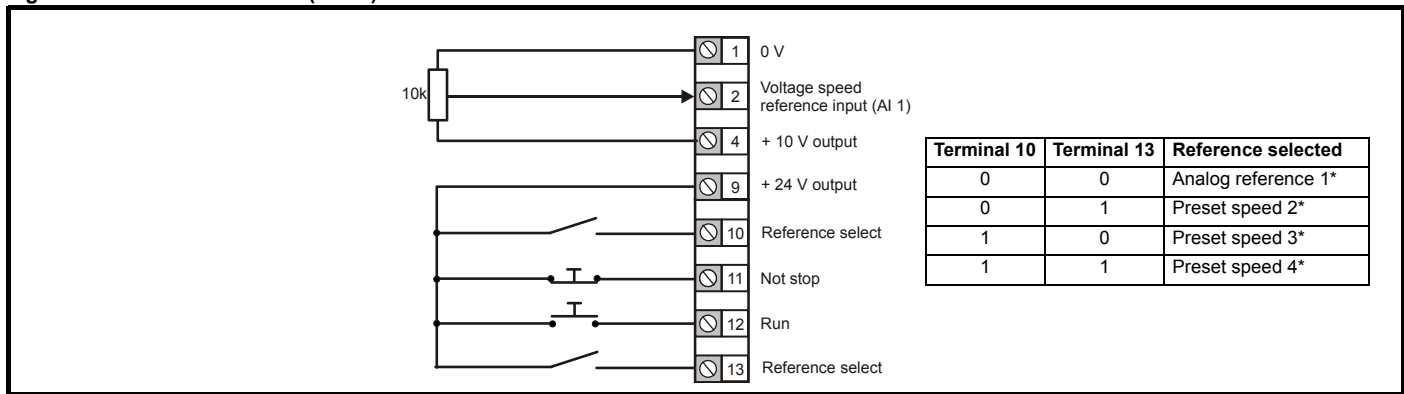 1 0 V
10k
2 Voltage speed
reference input (AI 1)
4 + 10 V output
9 + 24 V output
10 Reference select
11 Not stop
12 Run
13 Reference select
Terminal 10 Terminal 13 Reference selected
0 0 Analog reference 1*
0 1 Preset speed 2*
1 0 Preset speed 3*
1 1 Preset speed 4*